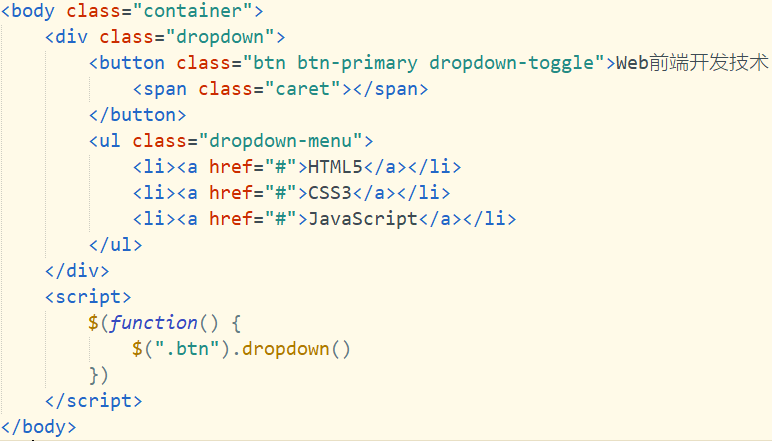 <body class="container">
<div class="dropdown">
<button class="btn btn-primary dropdown-toggle">Web前端开发技术
<span class="caret"></span>
</button>
<ul class="dropdown-menu">
<li><a href="#">HTML5</a></li>
<li><a href="#">CSS3</a></li>
<li><a href="#">JavaScript</a></li>
</ul>
</div>
<script>
$(function() {
$(".btn").dropdown()
})
</script>
</body>